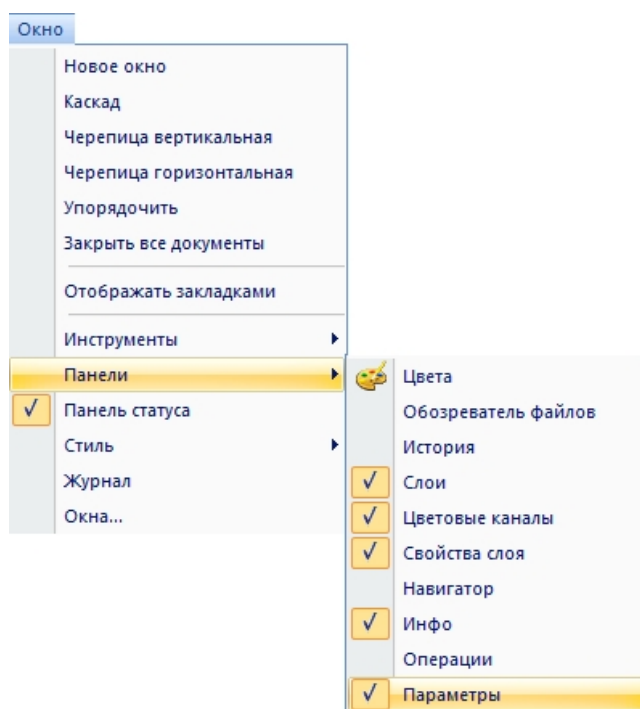 Окно
Новое окно
Каскад
Черепица вертикальная
Черепица горизонтальная
Упорядочить
Закрыть все документы
Отображать закладками
Инструменты
Панели
Панель статуса
Стиль
Журнал
Окна...
Цвета
Обозреватель файлов
История
Слои
Цветовые каналы
Свойства слоя
Навигатор
Инфо
Операции
Параметры